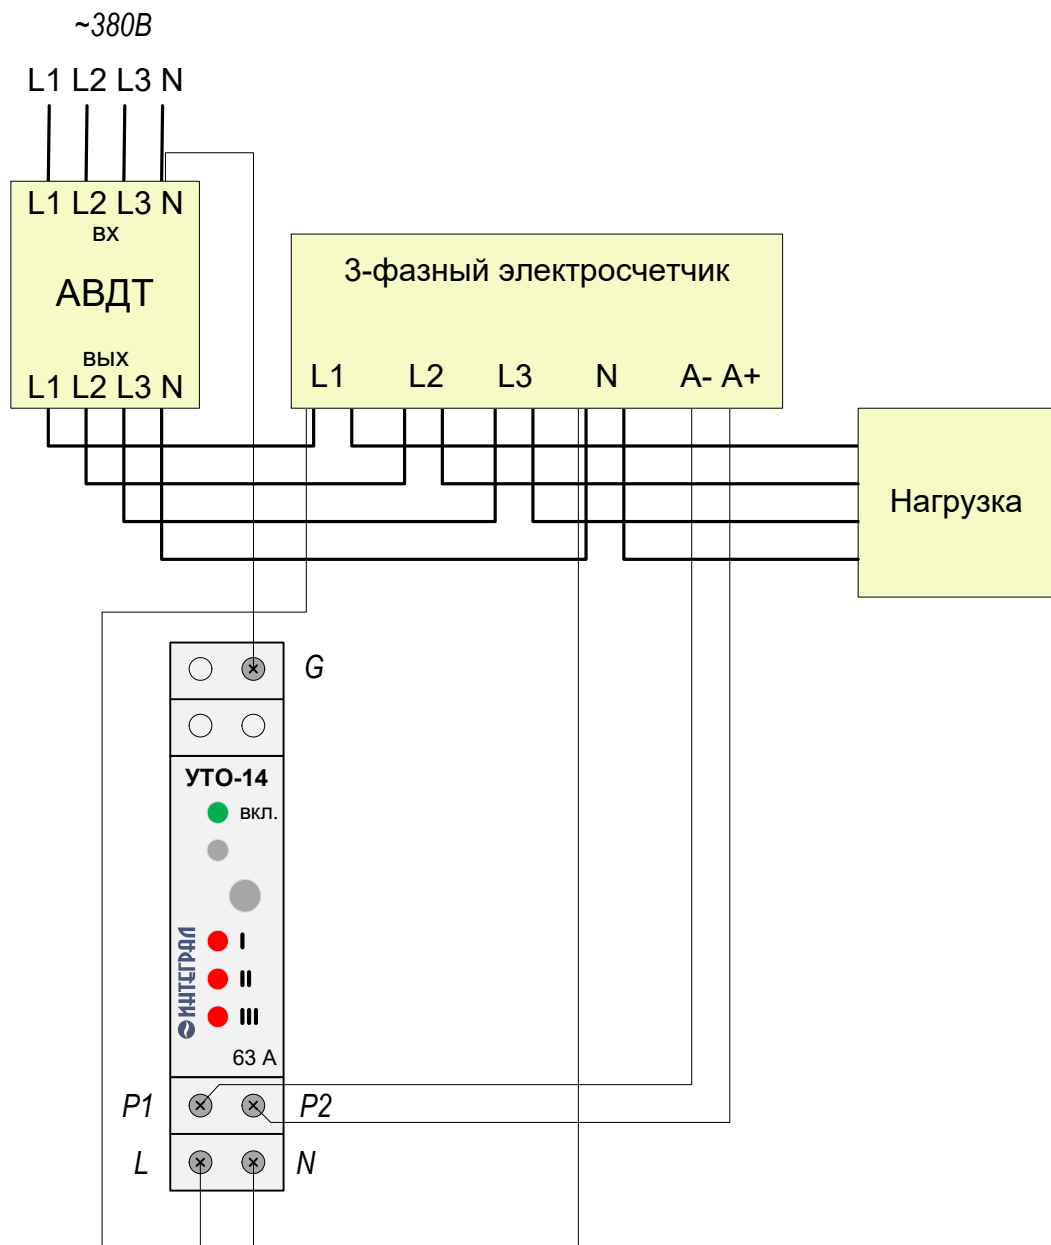 ~380В
L1 L2 L3 N
L1 L2 L3 N
вх
АВДТ
вых
L1 L2 L3 N
3-фазный электросчетчик
L1 L2 L3 N A- A+
Нагрузка
G
УТО-14
вкл.
I
II
III
ИНТЕГРАЛ
63 А
P1 P2
L N